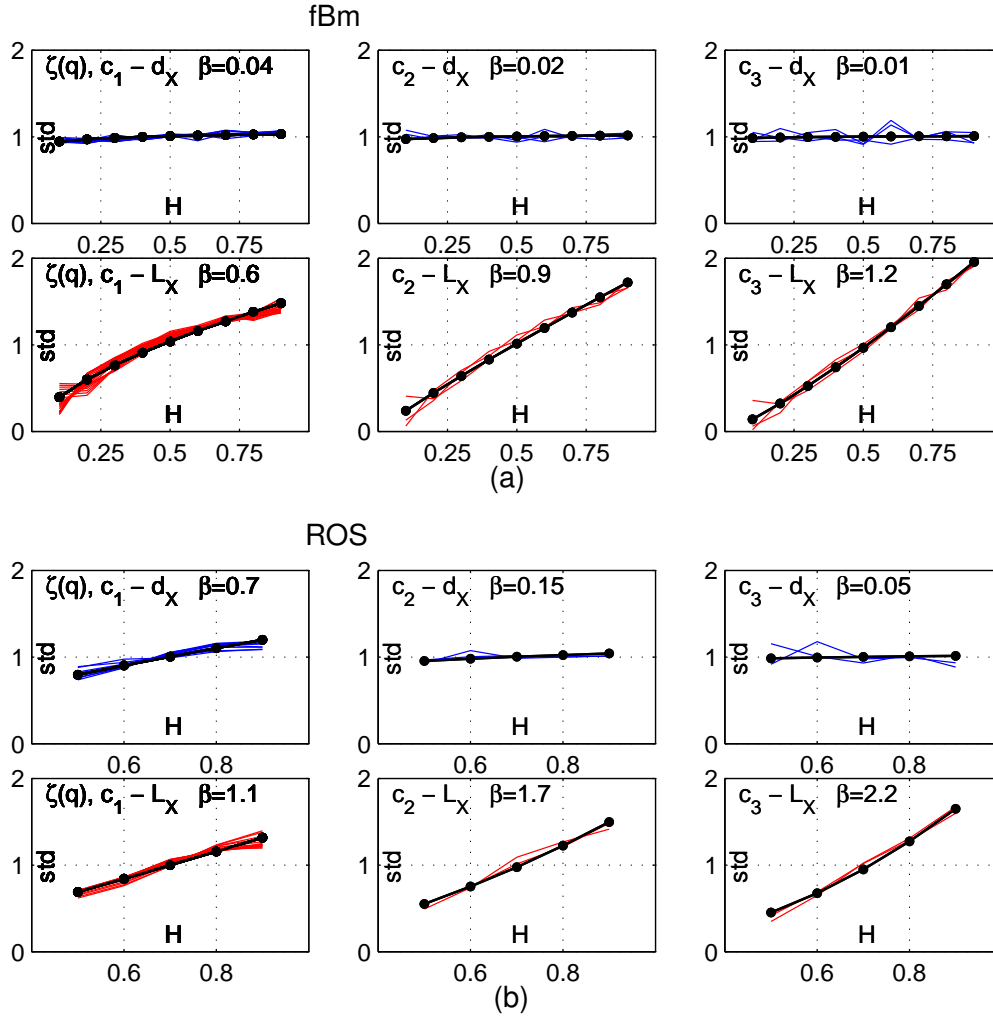 fBm
ζ(q), c1 − dX β=0.04
c2 − dX β=0.02
c3 − dX β=0.01
2
1
0
std
H
0.25 0.5 0.75
2
1
0
std
H
0.25 0.5 0.75
2
1
0
std
H
0.25 0.5 0.75
ζ(q), c1 − LX β=0.6
c2 − LX β=0.9
c3 − LX β=1.2
2
1
0
std
H
0.25 0.5 0.75
2
1
0
std
H
0.25 0.5 0.75
2
1
0
std
H
0.25 0.5 0.75
(a)
ROS
ζ(q), c1 − dX β=0.7
c2 − dX β=0.15
c3 − dX β=0.05
2
1
0
std
H
0.6 0.8
2
1
0
std
H
0.6 0.8
2
1
0
std
H
0.6 0.8
ζ(q), c1 − LX β=1.1
c2 − LX β=1.7
c3 − LX β=2.2
2
1
0
std
H
0.6 0.8
2
1
0
std
H
0.6 0.8
2
1
0
std
H
0.6 0.8
(b)